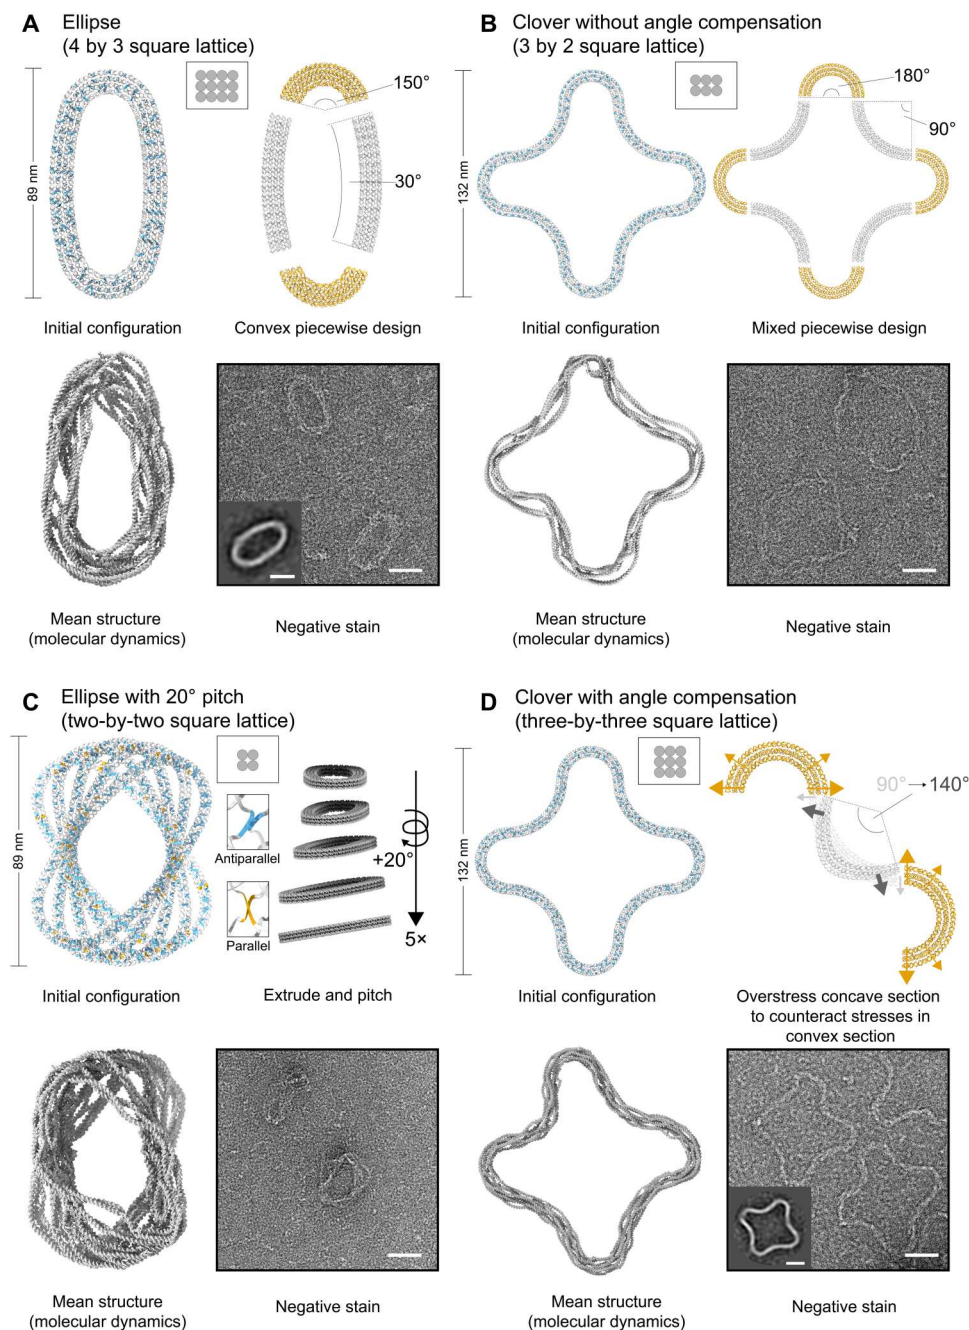 A
Ellipse
(4 by 3 square lattice)
89 nm
150°
30°
Initial configuration
Convex piecewise design
Mean structure
(molecular dynamics)
Negative stain
B
Clover without angle compensation
(3 by 2 square lattice)
132 nm
180°
90°
Initial configuration
Mixed piecewise design
Mean structure
(molecular dynamics)
Negative stain
C
Ellipse with 20° pitch
(two-by-two square lattice)
89 nm
Antiparallel
Parallel
+20°
5×
Initial configuration
Extrude and pitch
Mean structure
(molecular dynamics)
Negative stain
D
Clover with angle compensation
(three-by-three square lattice)
132 nm
90°→140°
Initial configuration
Overstress concave section
to counteract stresses in
convex section
Mean structure
(molecular dynamics)
Negative stain